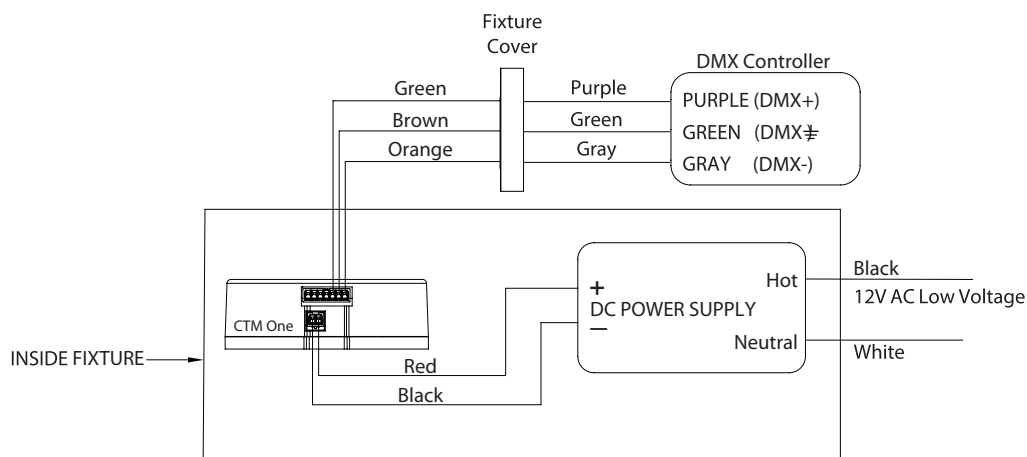 Fixture
Cover
DMX Controller
Green
Purple
PURPLE (DMX+)
Brown
Green
GREEN (DMX⏚
Orange
Gray
GRAY (DMX-)
Hot
Black
+
DC POWER SUPPLY
12V AC Low Voltage
CTM One
—
Neutral
White
INSIDE FIXTURE
Red
Black